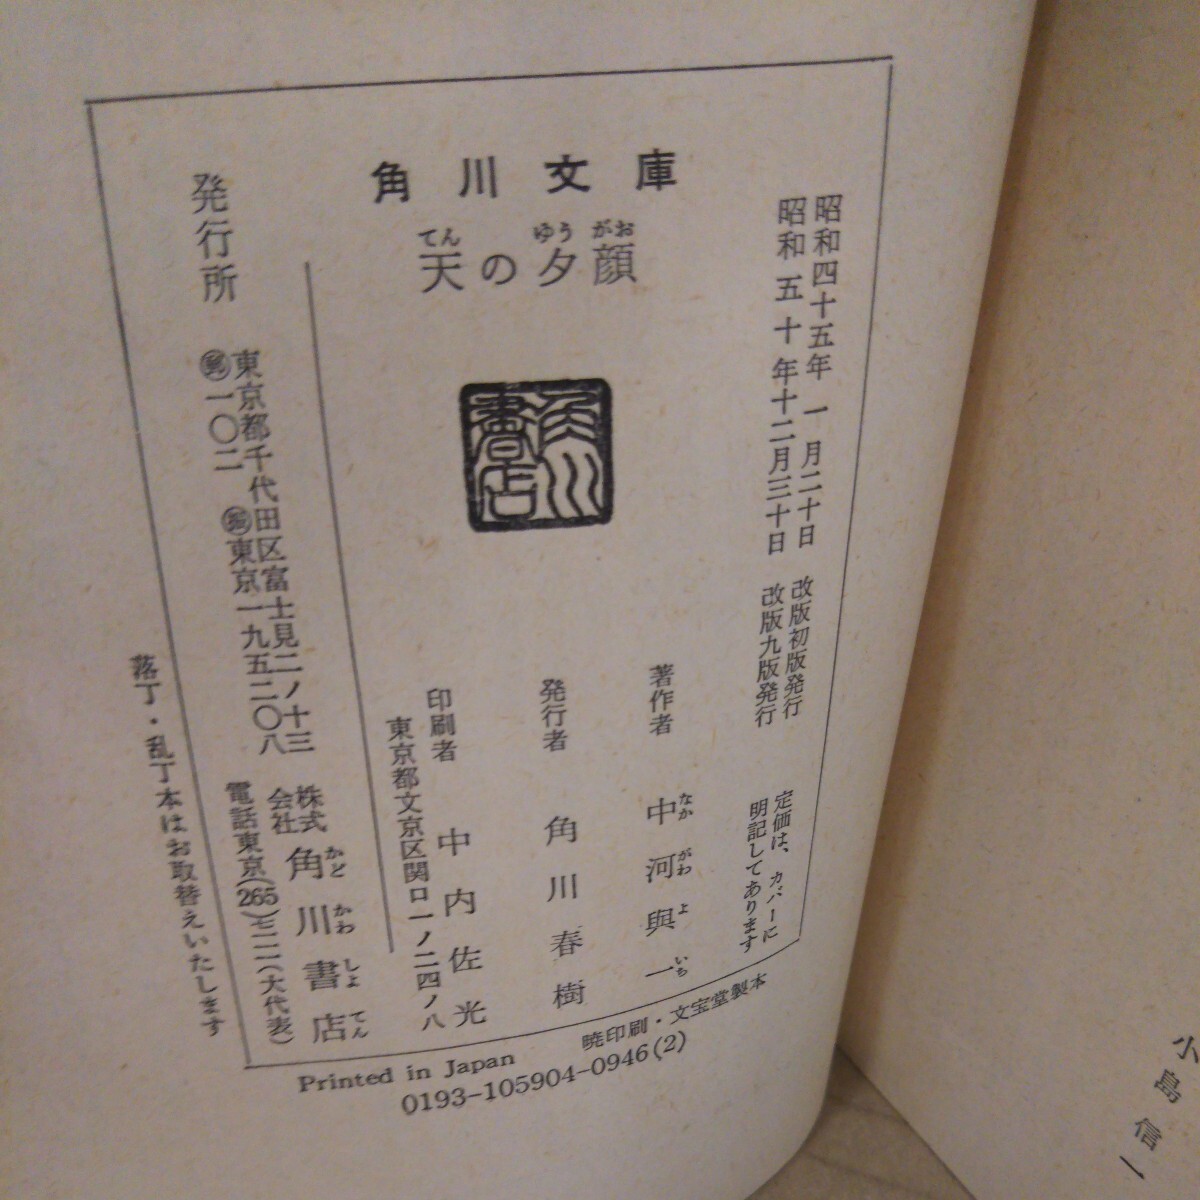 角川文庫
てん ゆう がお
天の夕顔
角川書店
昭和四十五年 一 月二十日 改版初版発行
昭和五十年十二月三十日 改版九版発行
定価は、カバーに
明記してあります
著作者 中河與一
なか がわ よ いち
発行者 角川春樹
印刷者 中内佐光
東京都文京区関口一ノ二四ノ八
発行所
東京都千代田区富士見二ノ十三
㊩一〇二 東京一九五二〇八
株式会社 角川書店
かど かわ しよ てん
電話東京(265)七一一一(大代表)
落丁・乱丁本はお取替えいたします
暁印刷・文宝堂製本
Printed in Japan
0193-105904-0946(2)
小島信一